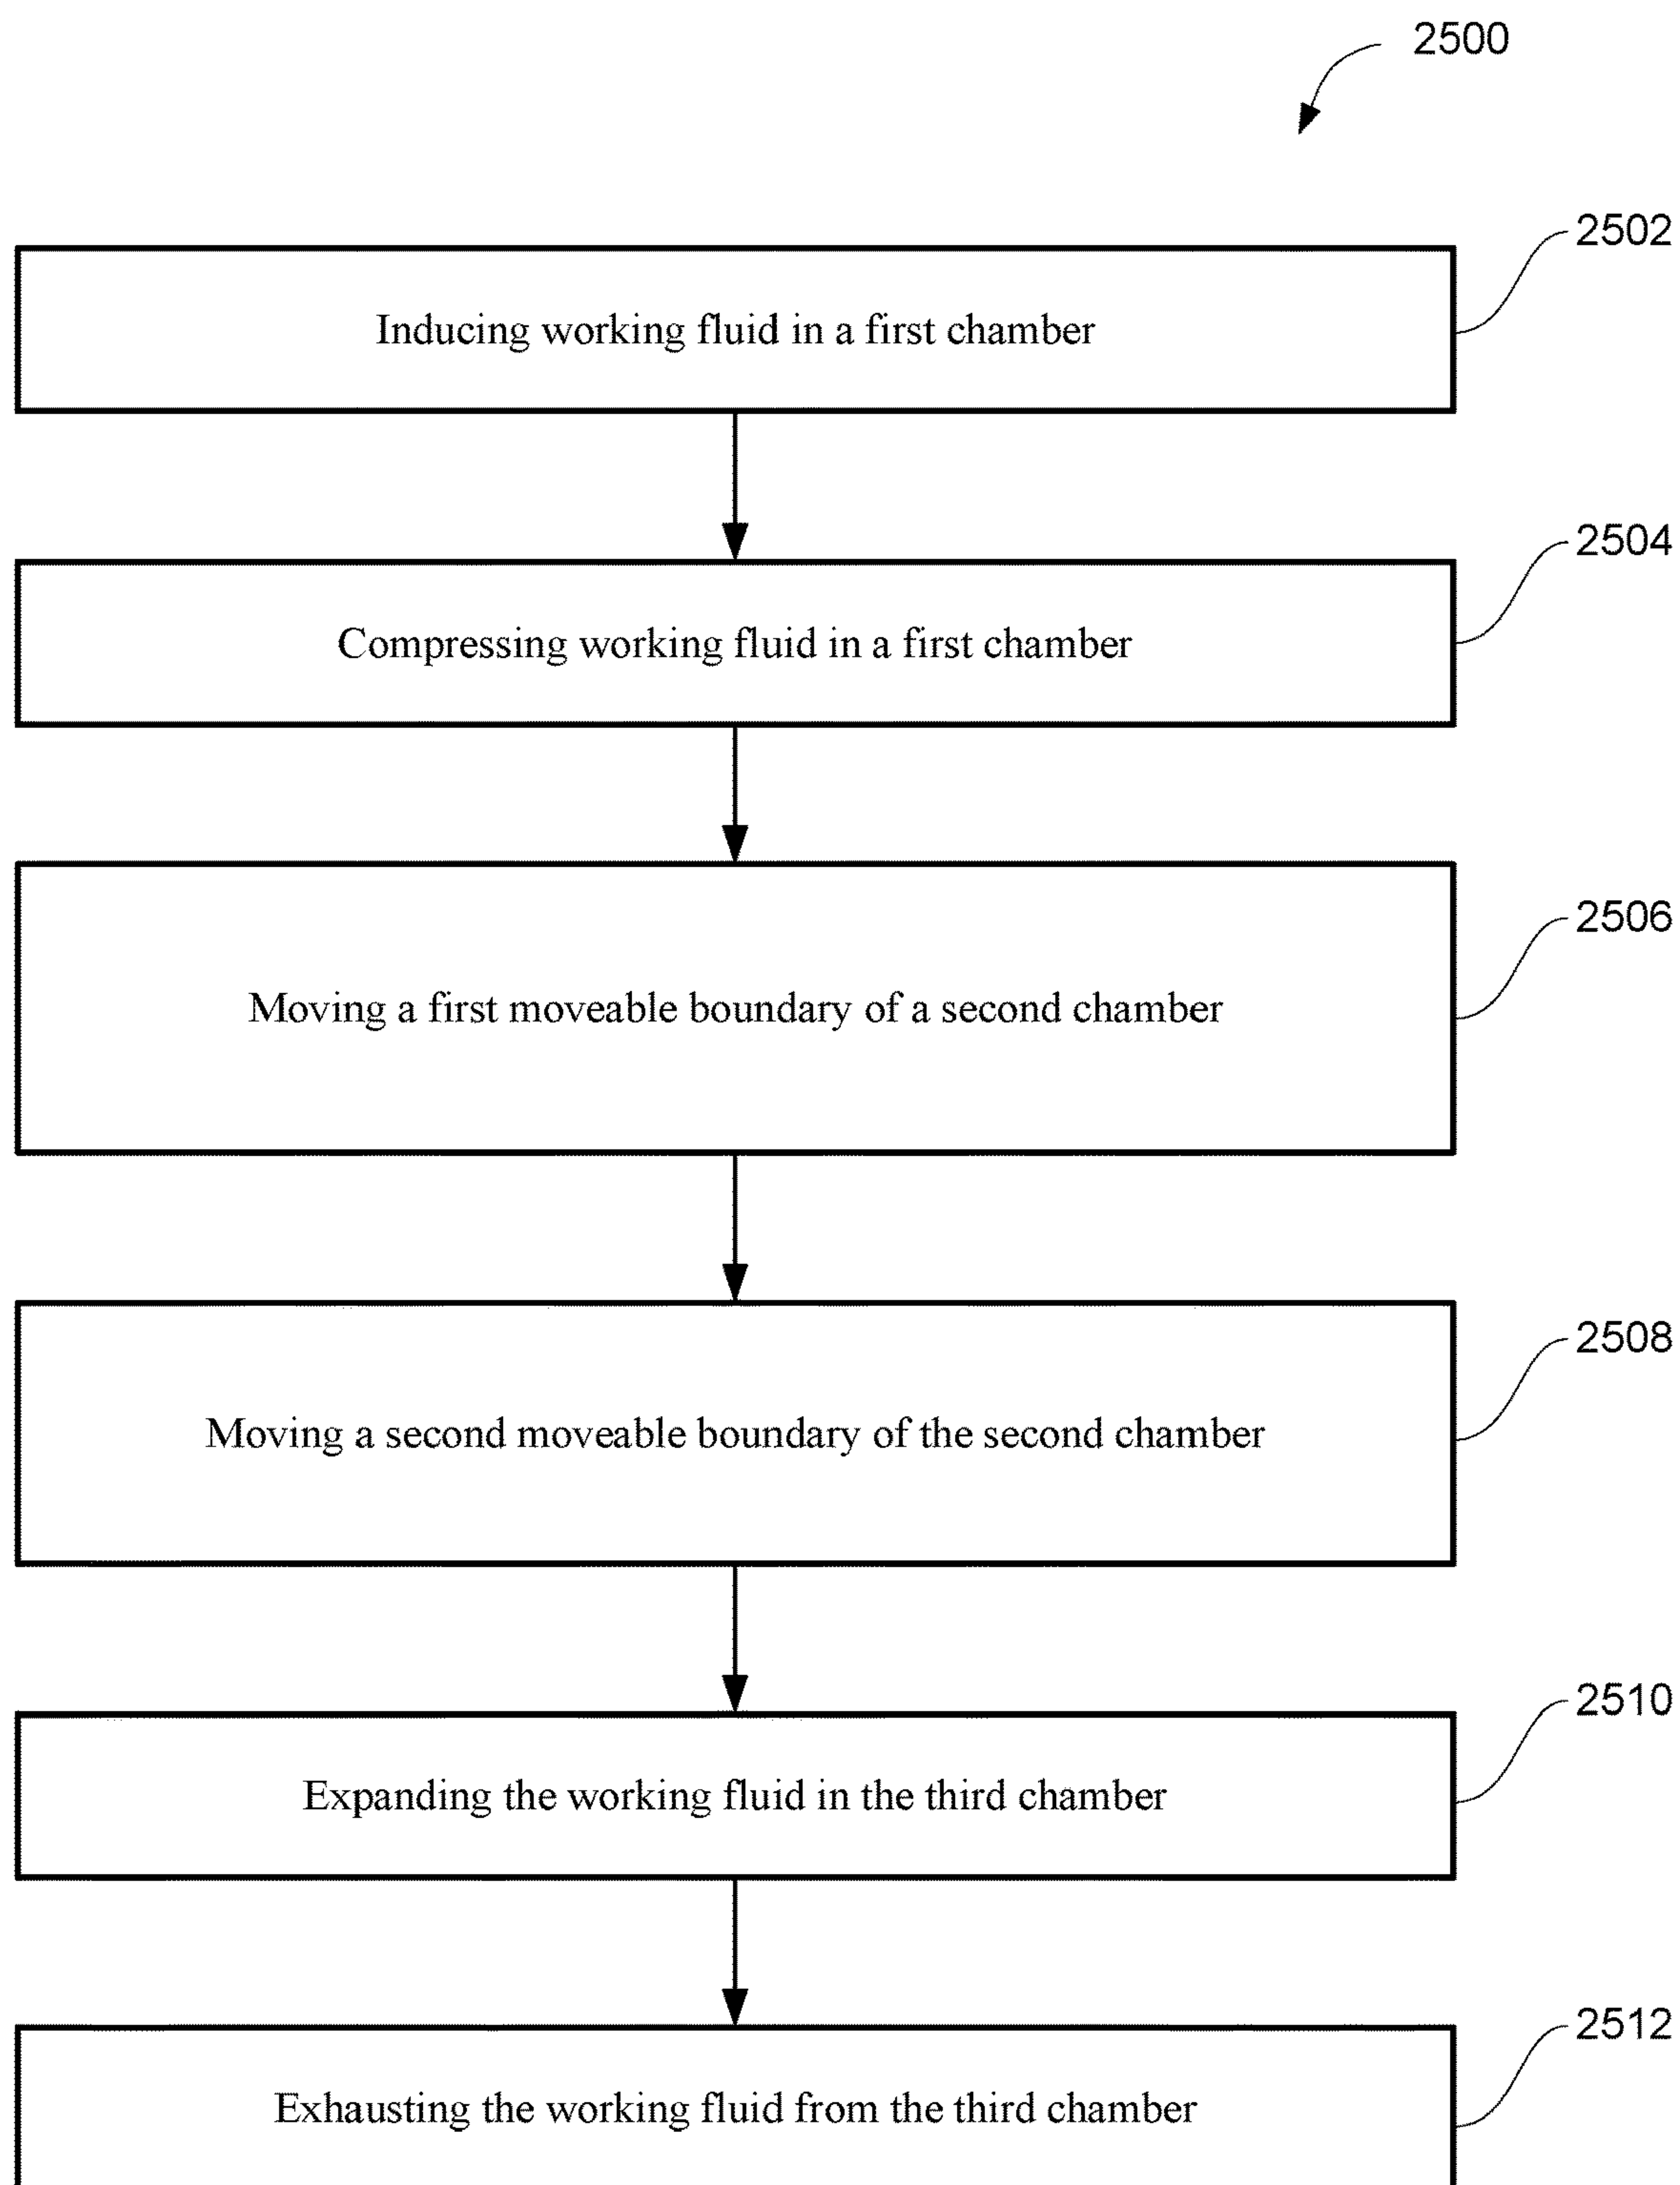 2500
2502
Inducing working fluid in a first chamber
2504
Compressing working fluid in a first chamber
2506
Moving a first moveable boundary of a second chamber
2508
Moving a second moveable boundary of the second chamber
2510
Expanding the working fluid in the third chamber
2512
Exhausting the working fluid from the third chamber